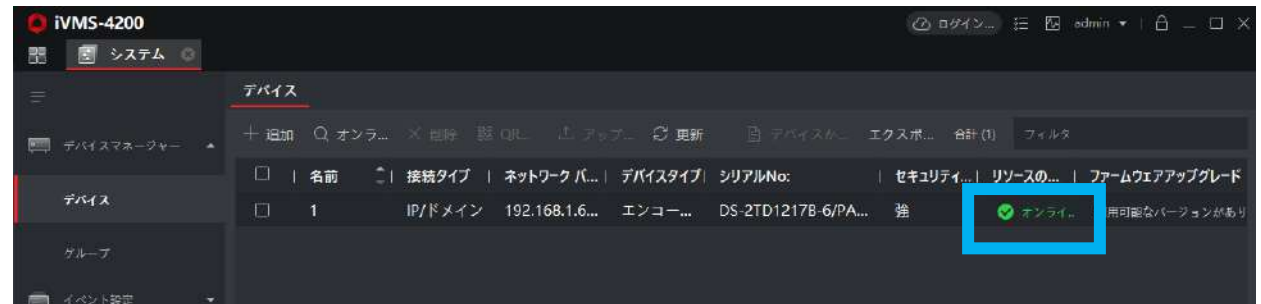 iVMS-4200
ログイン... admin
システム
デバイス
+ 追加 オンラ... × 削除 QR... アップ... 更新 デバイスか... エクスポ... 合計 (1) フィルタ
デバイスマネージャー
名前 | 接続タイプ | ネットワーク パ... | デバイスタイプ | シリアルNo: | セキュリティ... | リソースの... | ファームウェアアップグレード
デバイス
1 IP/ドメイン 192.168.1.6... エンコー... DS-2TD1217B-6/PA... 強 オンライ.. 用可能なバージョンがあり
グループ
イベント設定